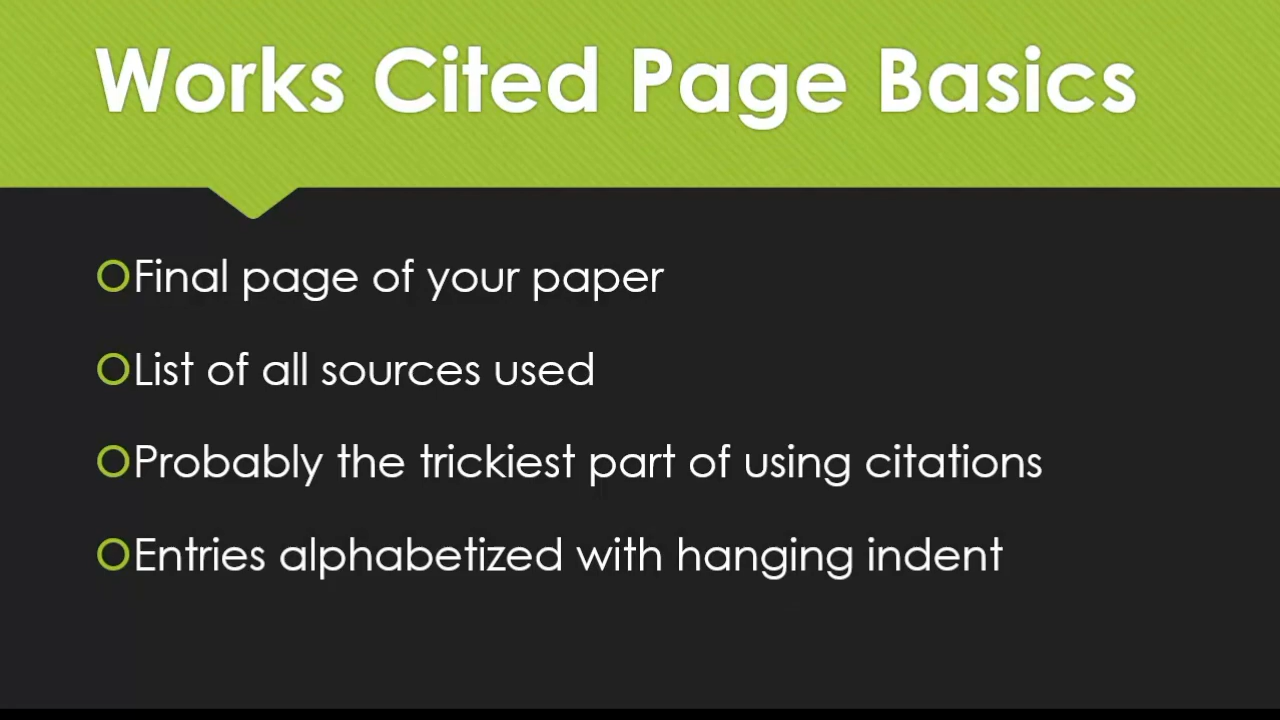 Works Cited Page Basics
Final page of your paper
List of all sources used
Probably the trickiest part of using citations
Entries alphabetized with hanging indent